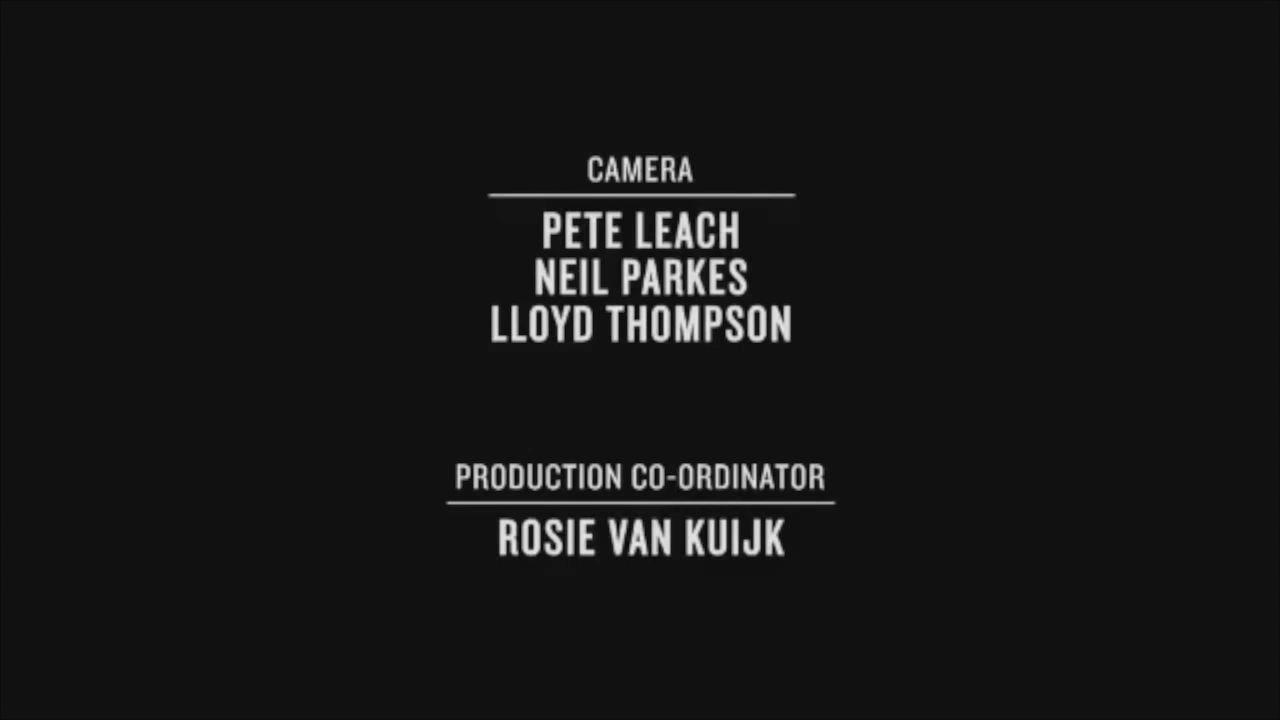 CAMERA
PETE LEACH
NEIL PARKES
LLOYD THOMPSON
PRODUCTION CO-ORDINATOR
ROSIE VAN KUIJK